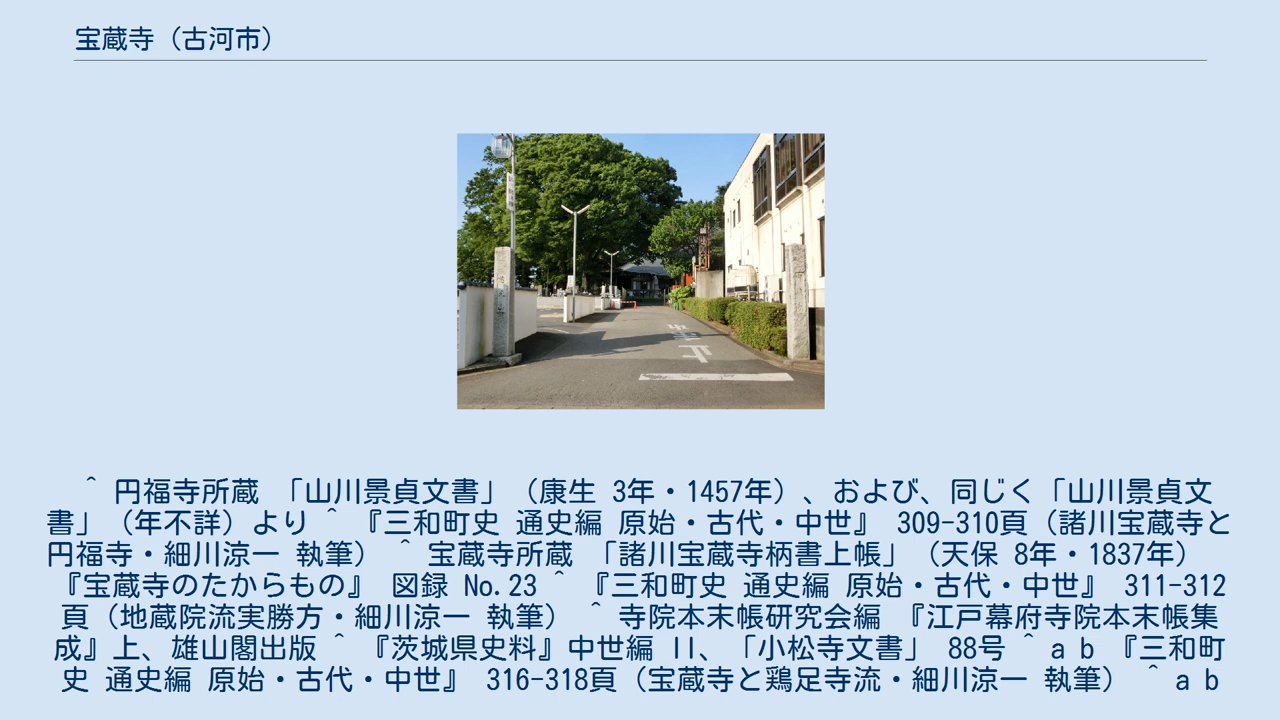 宝蔵寺（古河市）
^ 円福寺所蔵 「山川景貞文書」（康生 3年・1457年）、および、同じく「山川景貞文
書」（年不詳）より ^ 『三和町史 通史編 原始・古代・中世』 309-310頁（諸川宝蔵寺と
円福寺・細川涼一 執筆） ^ 宝蔵寺所蔵 「諸川宝蔵寺柄書上帳」（天保 8年・1837年）
『宝蔵寺のたからもの』 図録 No.23 ^ 『三和町史 通史編 原始・古代・中世』 311-312
頁（地蔵院流実勝方・細川涼一 執筆） ^ 寺院本末帳研究会編 『江戸幕府寺院本末帳集
成』上、雄山閣出版 ^ 『茨城県史料』中世編 II、「小松寺文書」 88号 ^ a b 『三和町
史 通史編 原始・古代・中世』 316-318頁（宝蔵寺と鶏足寺流・細川涼一 執筆） ^ a b